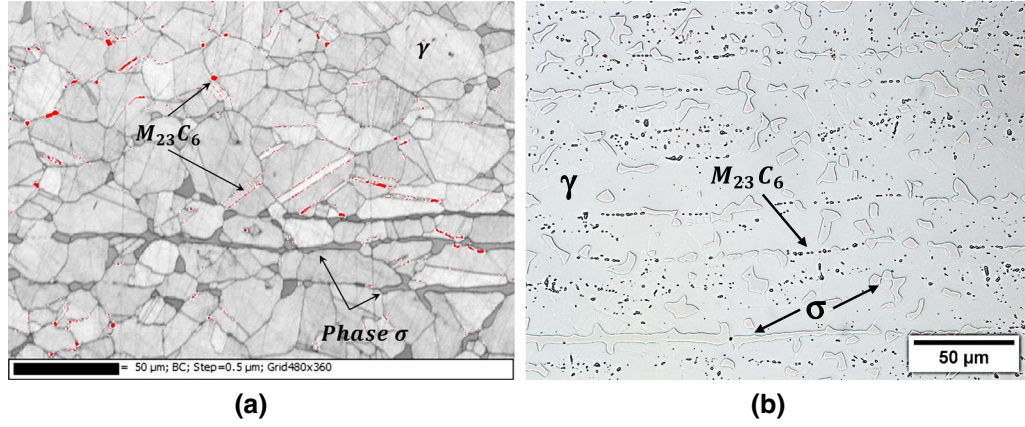 γ
M₂₃C₆
Phase σ
= 50 µm; BC; Step=0.5 µm; Grid480x360
(a)
M₂₃C₆
γ
σ
50 µm
(b)